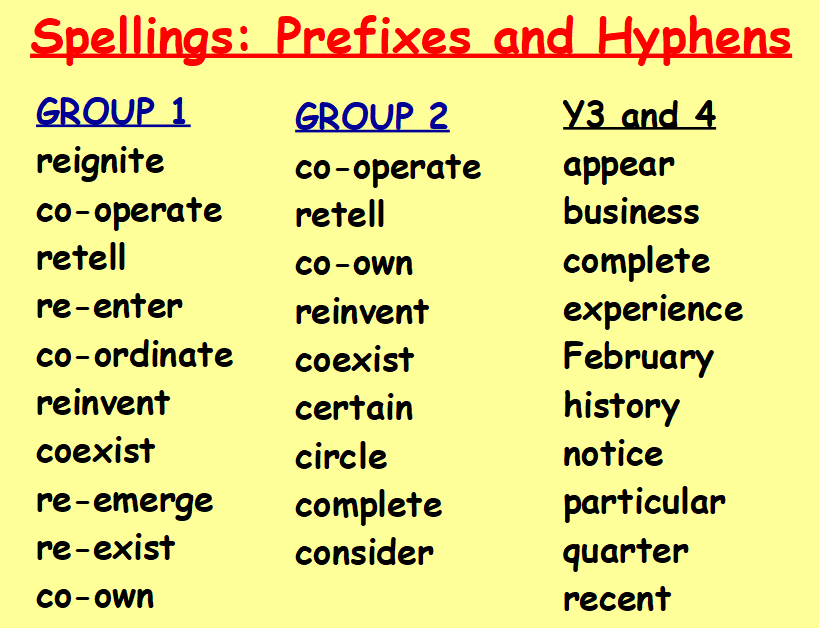 Spellings: Prefixes and Hyphens
GROUP 1
reignite
co-operate
retell
re-enter
co-ordinate
reinvent
coexist
re-emerge
re-exist
co-own
GROUP 2
co-operate
retell
co-own
reinvent
coexist
certain
circle
complete
consider
Y3 and 4
appear
business
complete
experience
February
history
notice
particular
quarter
recent